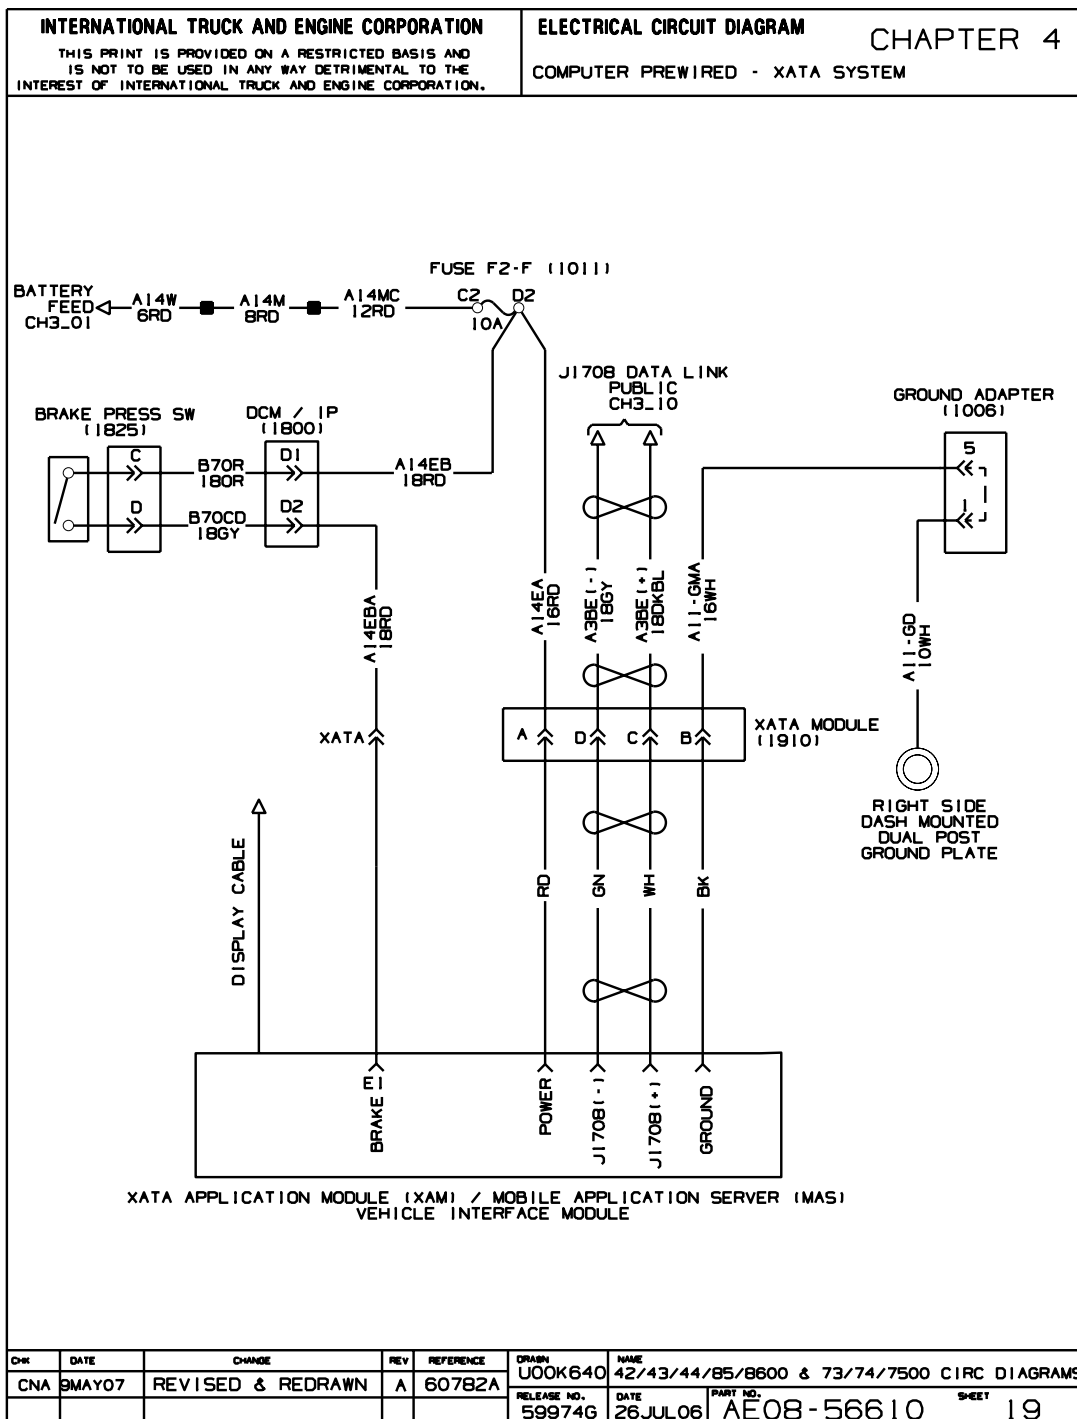 INTERNATIONAL TRUCK AND ENGINE CORPORATION
THIS PRINT IS PROVIDED ON A RESTRICTED BASIS AND
IS NOT TO BE USED IN ANY WAY DETRIMENTAL TO THE
INTEREST OF INTERNATIONAL TRUCK AND ENGINE CORPORATION.
ELECTRICAL CIRCUIT DIAGRAM
CHAPTER 4
COMPUTER PREWIRED - XATA SYSTEM
FUSE F2-F (1011)
BATTERY
FEED
CH3_01
A14W
6RD
A14M
8RD
A14MC
12RD
C2
D2
10A
J1708 DATA LINK
PUBLIC
CH3_10
GROUND ADAPTER
(1006)
BRAKE PRESS SW
(1825)
DCM / IP
(1800)
C
B70R
18OR
D1
A14EB
18RD
5
D
B70CD
18GY
D2
1
A14EBA
18RD
A14EA
16RD
A3BE(-)
18GY
A3BE(+)
18DKBL
A11-GMA
16WH
A11-GD
10WH
XATA
A
D
C
B
XATA MODULE
(1910)
RIGHT SIDE
DASH MOUNTED
DUAL POST
GROUND PLATE
DISPLAY CABLE
RD
GN
WH
BK
E1
BRAKE
POWER
J1708(-)
J1708(+)
GROUND
XATA APPLICATION MODULE (XAM) / MOBILE APPLICATION SERVER (MAS)
VEHICLE INTERFACE MODULE
CHK DATE CHANGE REV REFERENCE
CNA 9MAY07 REVISED & REDRAWN A 60782A
DRAWN
U00K640
NAME
42/43/44/85/8600 & 73/74/7500 CIRC DIAGRAMS
RELEASE NO.
59974G
DATE
26JUL06
PART NO.
AE08-56610
SHEET
19